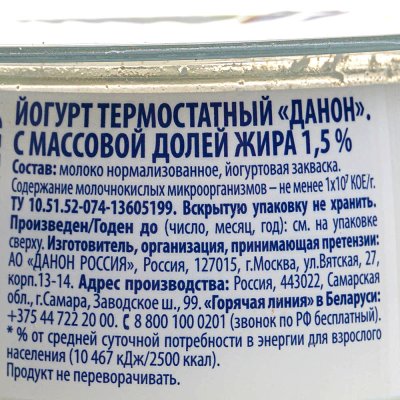 ЙОГУРТ ТЕРМОСТАТНЫЙ «ДАНОН».
С МАССОВОЙ ДОЛЕЙ ЖИРА 1,5 %
Состав: молоко нормализованное, йогуртовая закваска.
Содержание молочнокислых микроорганизмов – не менее 1х10⁷ КОЕ/г.
ТУ 10.51.52-074-13605199. Вскрытую упаковку не хранить.
Произведен/Годен до (число, месяц, год): см. на упаковке
сверху. Изготовитель, организация, принимающая претензии:
АО «ДАНОН РОССИЯ», Россия, 127015, г.Москва, ул.Вятская, 27,
корп.13-14. Адрес производства: Россия, 443022, Самарская
обл., г.Самара, Заводское ш., 99. «Горячая линия» в Беларуси:
+375 44 722 20 00. С 8 800 100 0201 (звонок по РФ бесплатный).
* % от средней суточной потребности в энергии для взрослого
населения (10 467 кДж/2500 ккал).
Продукт не переворачивать.